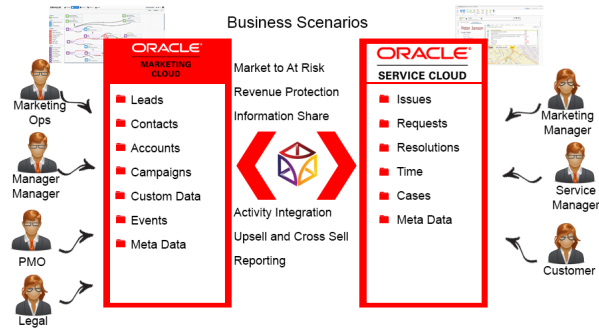 Business Scenarios
ORACLE
MARKETING
CLOUD
Leads
Contacts
Accounts
Campaigns
Custom Data
Events
Meta Data
Market to At Risk
Revenue Protection
Information Share
Activity Integration
Upsell and Cross Sell
Reporting
ORACLE
SERVICE CLOUD
Issues
Requests
Resolutions
Time
Cases
Meta Data
Marketing
Ops
Manager
Manager
PMO
Legal
Marketing
Manager
Service
Manager
Customer
Peter Jansen